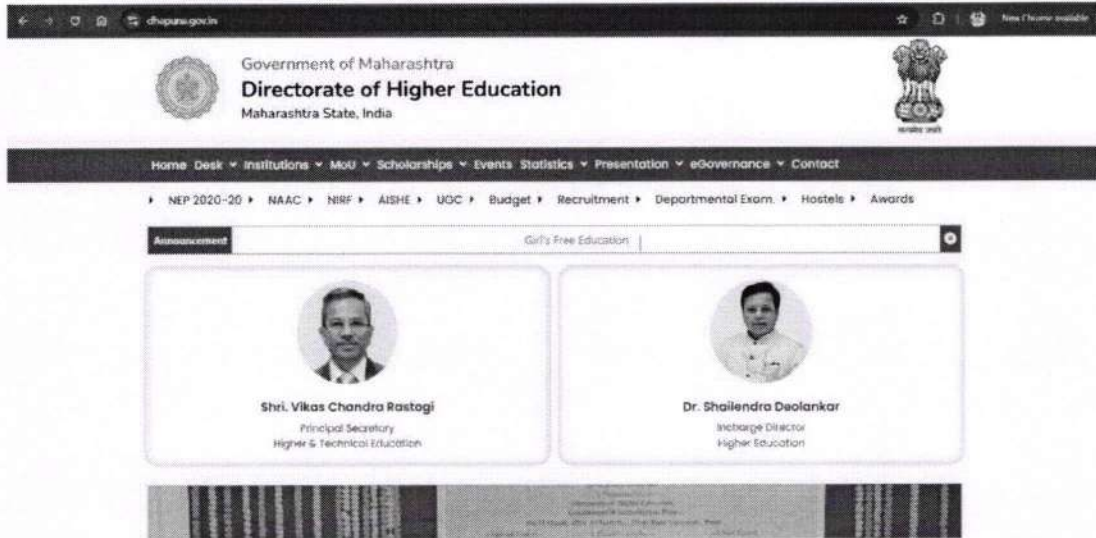 dhepune.gov.in
New Chrome available
Government of Maharashtra
Directorate of Higher Education
Maharashtra State, India
सत्यमेव जयते
Home Desk Institutions MoU Scholarships Events Statistics Presentation eGovernance Contact
NEP 2020-20 NAAC NIRF AISHE UGC Budget Recruitment Departmental Exam. Hostels Awards
Announcement
Girl's Free Education
Shri. Vikas Chandra Rastogi
Principal Secretary
Higher & Technical Education
Dr. Shailendra Deolankar
Incharge Director
Higher Education